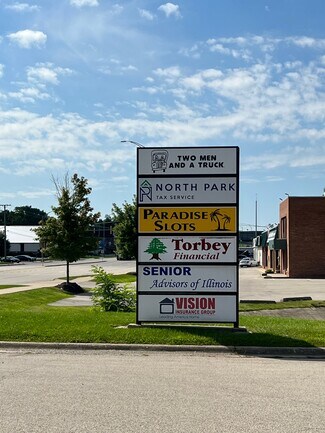 TWO MEN
AND A TRUCK
NORTH PARK
TAX SERVICE
PARADISE
SLOTS
Torbey
Financial
SENIOR
Advisors of Illinois
VISION
INSURANCE GROUP